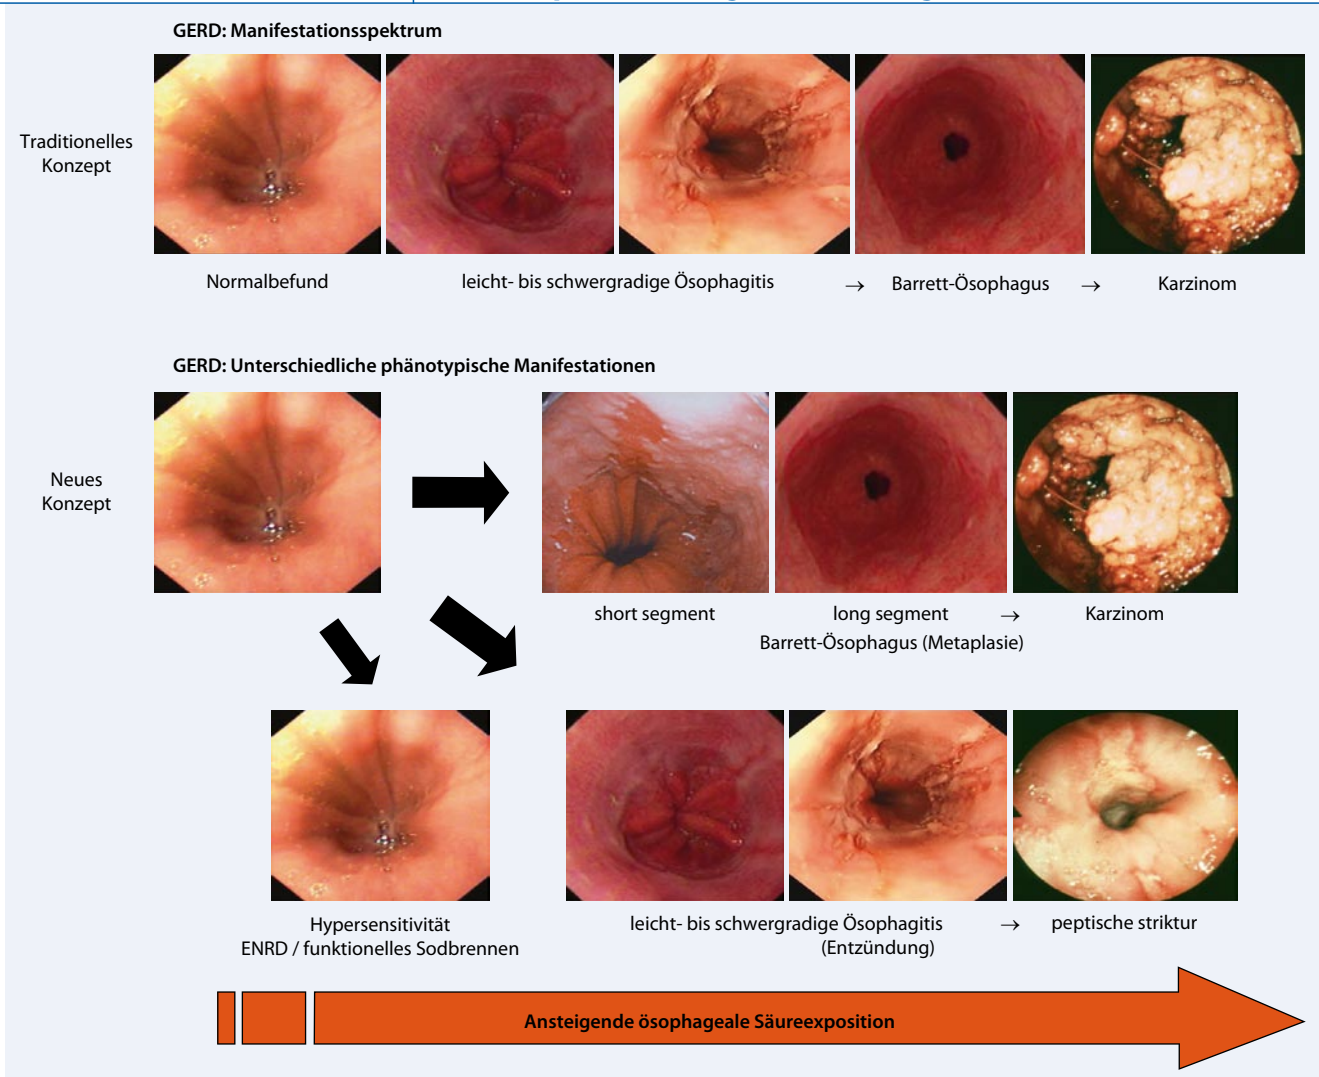 GERD: Manifestationsspektrum
Traditionelles
Konzept
Normalbefund
leicht- bis schwergradige Ösophagitis
→
Barrett-Ösophagus
→
Karzinom
GERD: Unterschiedliche phänotypische Manifestationen
Neues
Konzept
short segment
long segment
→
Karzinom
Barrett-Ösophagus (Metaplasie)
Hypersensitivität
ENRD / funktionelles Sodbrennen
leicht- bis schwergradige Ösophagitis
(Entzündung)
→
peptische striktur
Ansteigende ösophageale Säureexposition